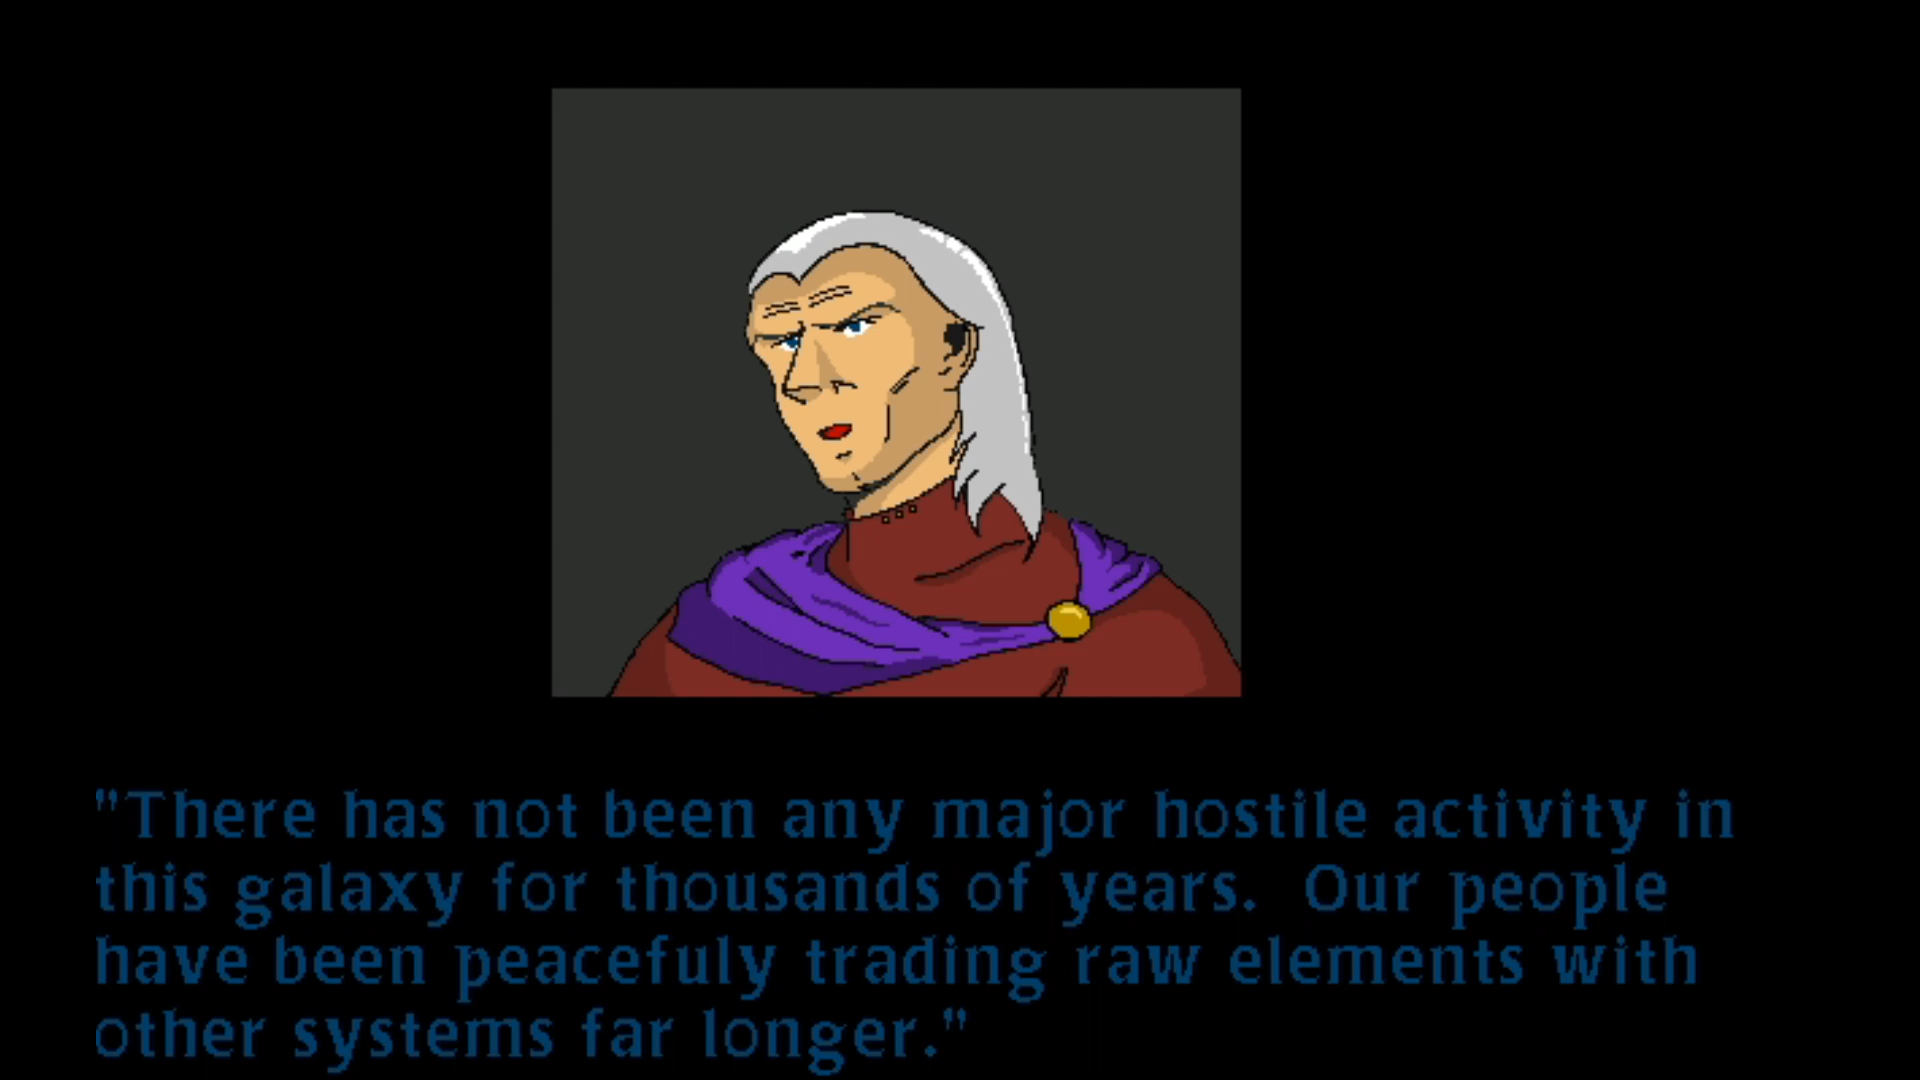 "There has not been any major hostile activity in
this galaxy for thousands of years.  Our people
have been peacefuly trading raw elements with
other systems far longer."